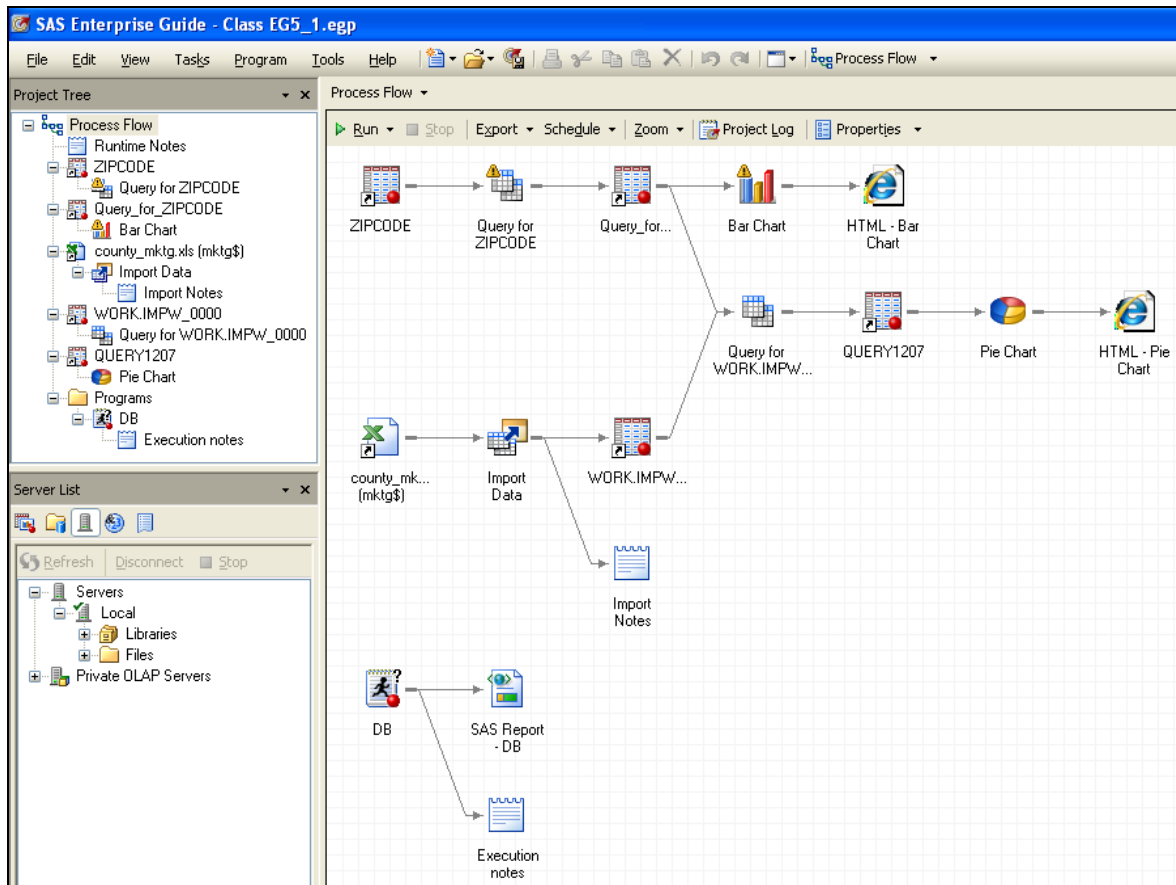 SAS Enterprise Guide - Class EG5_1.egp
File Edit View Tasks Program Tools Help Process Flow
Project Tree
Process Flow
Runtime Notes
ZIPCODE
Query for ZIPCODE
Query_for_ZIPCODE
Bar Chart
county_mktg.xls (mktg$)
Import Data
Import Notes
WORK.IMPW_0000
Query for WORK.IMPW_0000
QUERY1207
Pie Chart
Programs
DB
Execution notes
Server List
Refresh Disconnect Stop
Servers
Local
Libraries
Files
Private OLAP Servers
Process Flow
Run Stop Export Schedule Zoom Project Log Properties
ZIPCODE
Query for
ZIPCODE
Query_for...
Bar Chart
HTML - Bar
Chart
Query for
WORK.IMPW...
QUERY1207
Pie Chart
HTML - Pie
Chart
county_mk...
(mktg$)
Import
Data
WORK.IMPW...
Import
Notes
DB
SAS Report
- DB
Execution
notes